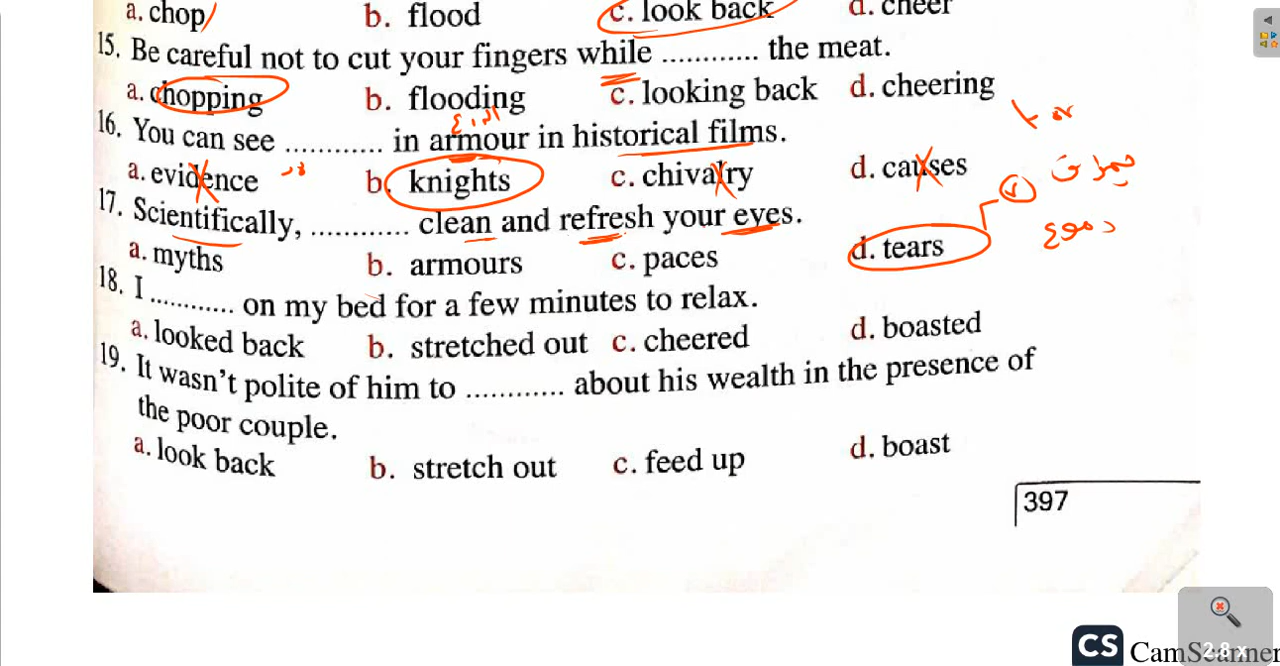 a. chop b. flood c. look back d. cheer
15. Be careful not to cut your fingers while ............ the meat.
a. chopping b. flooding c. looking back d. cheering
16. You can see ............ in armour in historical films.
a. evidence b. knights c. chivalry d. causes
17. Scientifically, ............ clean and refresh your eyes.
a. myths b. armours c. paces d. tears
دموع
18. I ............ on my bed for a few minutes to relax.
a. looked back b. stretched out c. cheered d. boasted
19. It wasn't polite of him to ............ about his wealth in the presence of
the poor couple.
a. look back b. stretch out c. feed up d. boast
397
CS CamScanner
2.8 x